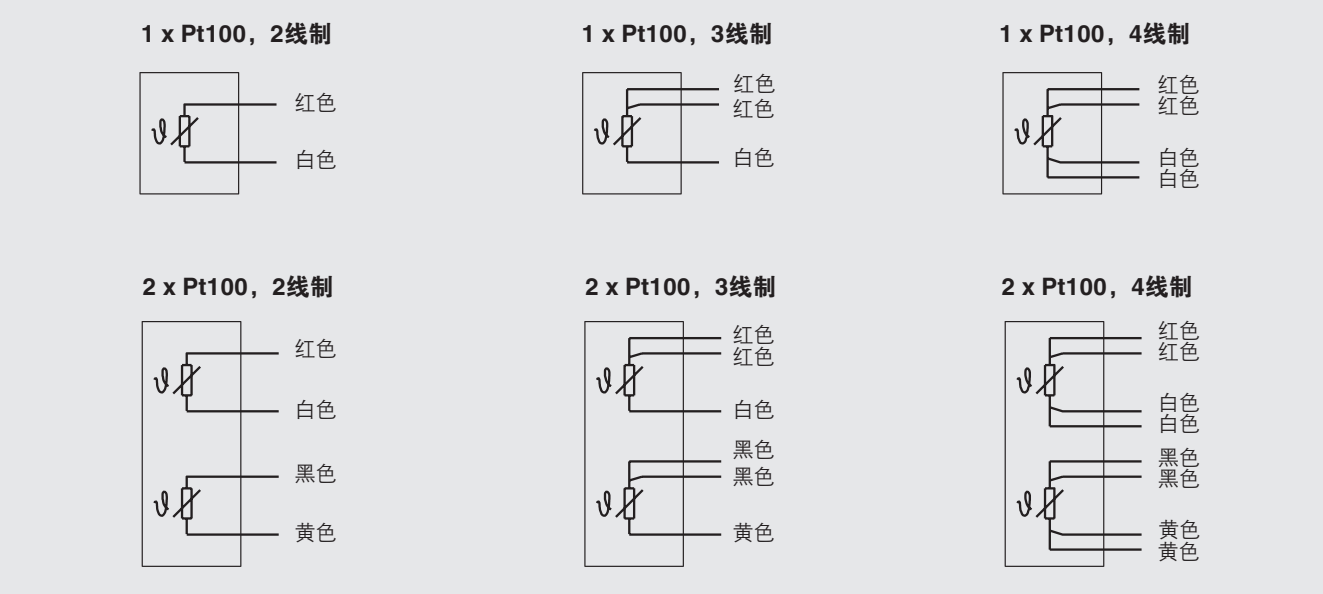 1 x Pt100，2线制
红色
白色
ϑ
1 x Pt100，3线制
红色
红色
白色
ϑ
1 x Pt100，4线制
红色
红色
白色
白色
ϑ
2 x Pt100，2线制
红色
白色
黑色
黄色
ϑ
ϑ
2 x Pt100，3线制
红色
红色
白色
黑色
黑色
黄色
ϑ
ϑ
2 x Pt100，4线制
红色
红色
白色
白色
黑色
黑色
黄色
黄色
ϑ
ϑ